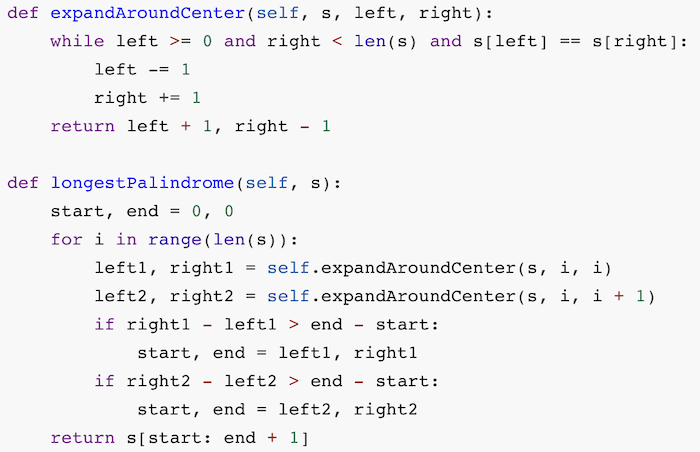 def expandAroundCenter(self, s, left, right):
    while left >= 0 and right < len(s) and s[left] == s[right]:
        left -= 1
        right += 1
    return left + 1, right - 1

def longestPalindrome(self, s):
    start, end = 0, 0
    for i in range(len(s)):
        left1, right1 = self.expandAroundCenter(s, i, i)
        left2, right2 = self.expandAroundCenter(s, i, i + 1)
        if right1 - left1 > end - start:
            start, end = left1, right1
        if right2 - left2 > end - start:
            start, end = left2, right2
    return s[start: end + 1]